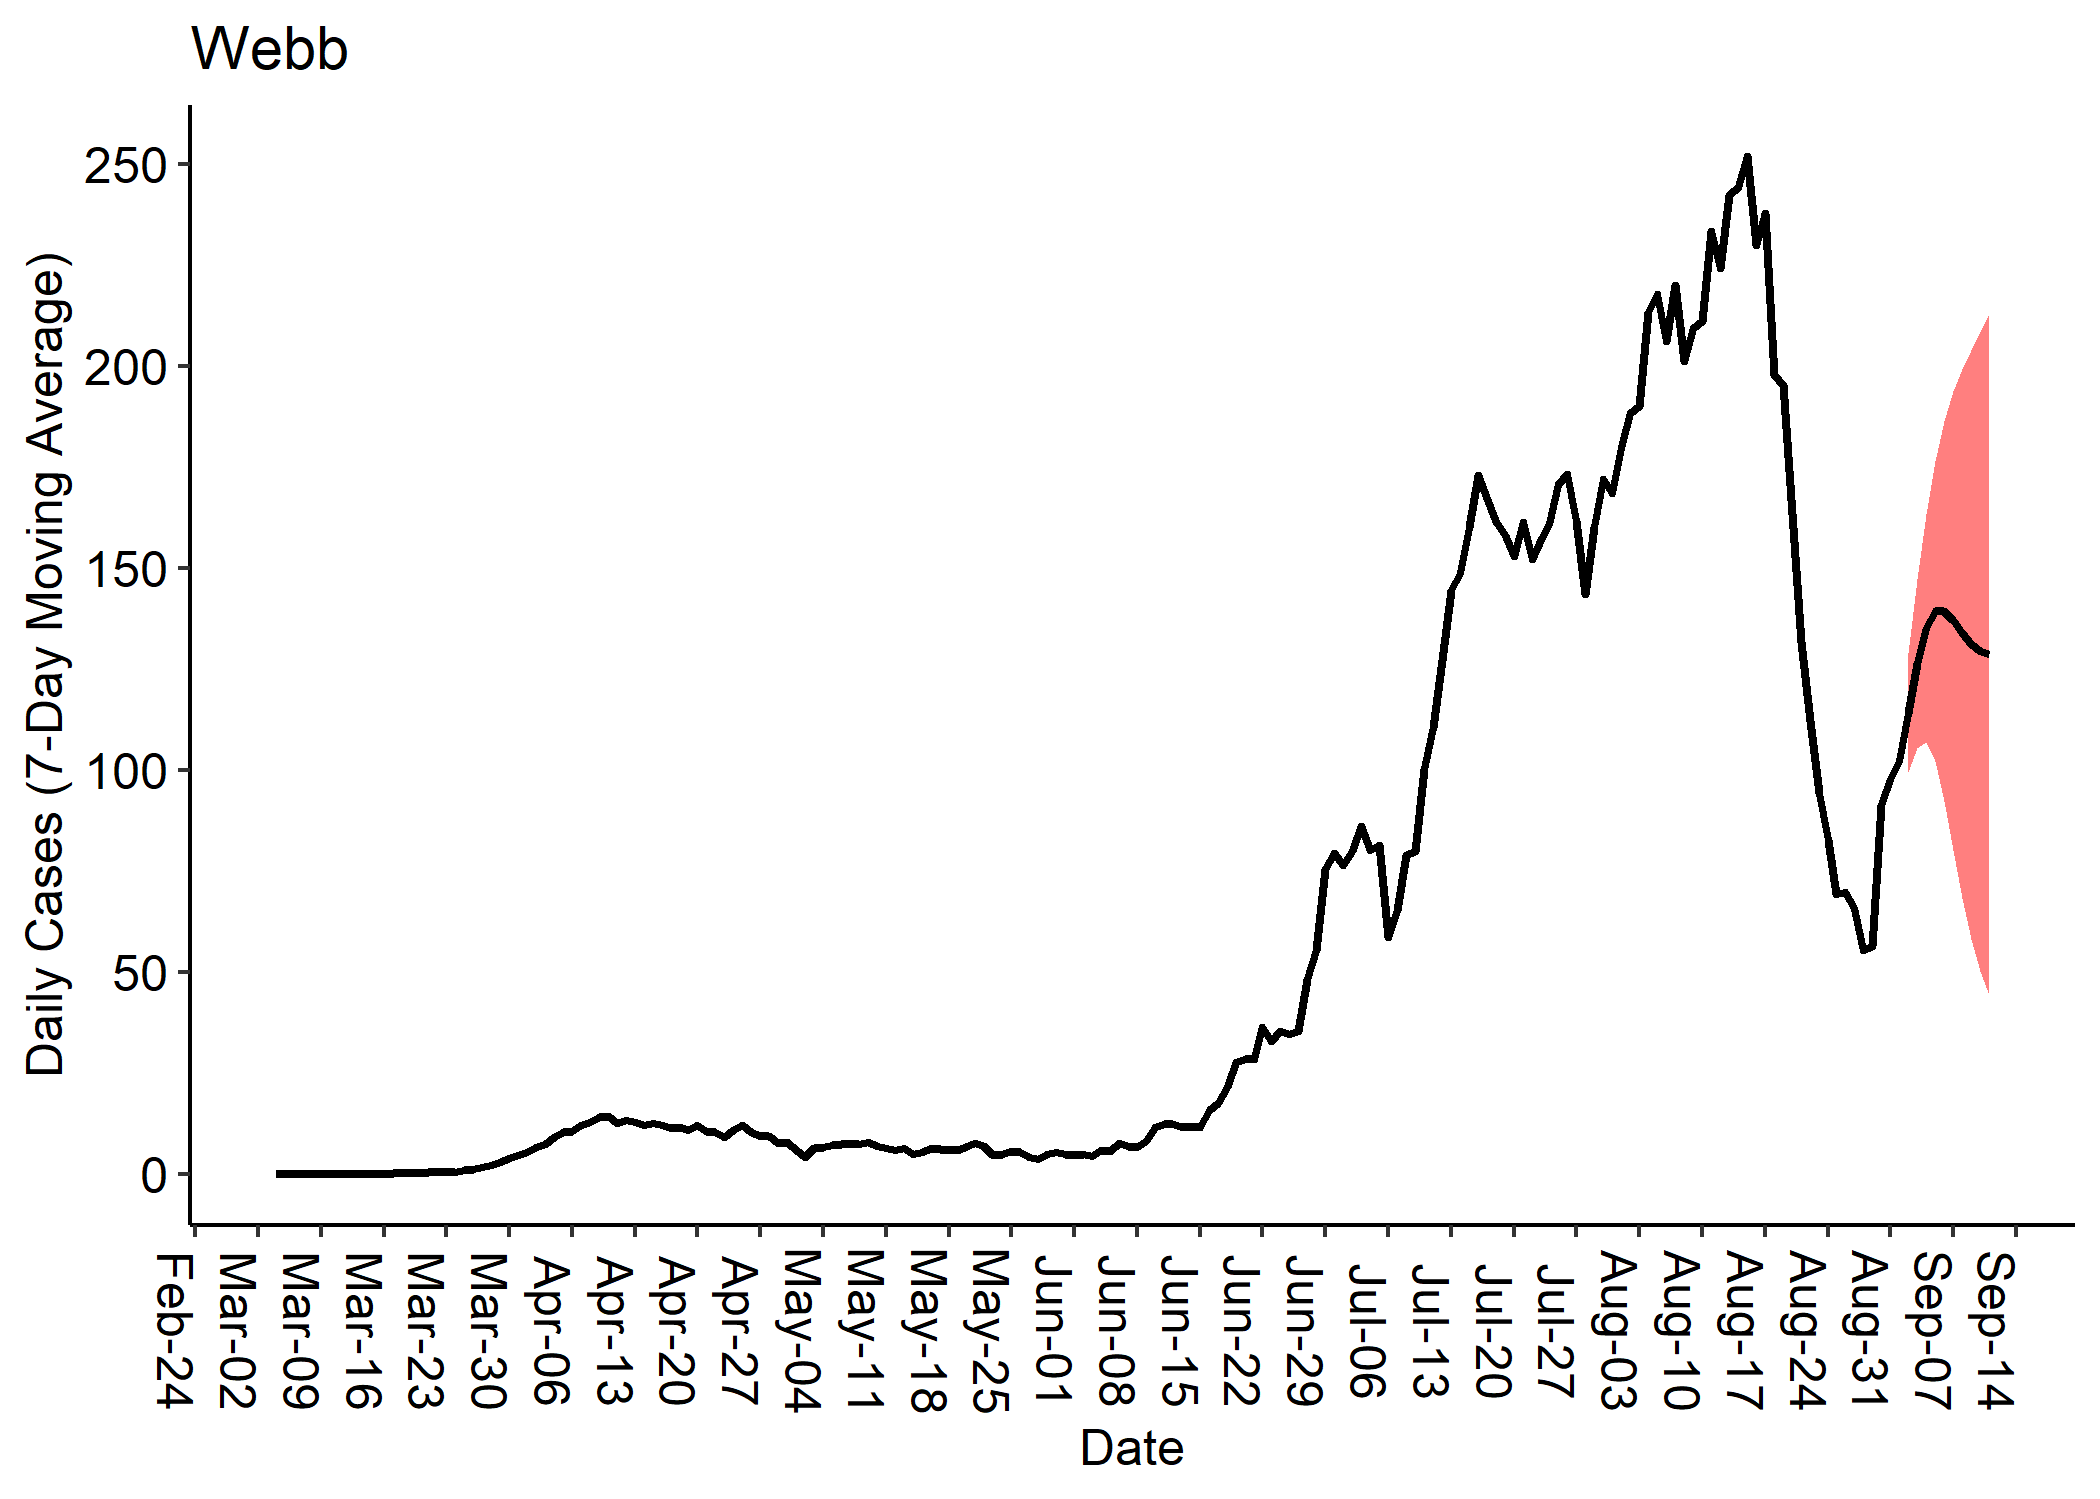 Webb
Daily Cases (7-Day Moving Average)
250
200
150
100
50
0
Feb-24
Mar-02
Mar-09
Mar-16
Mar-23
Mar-30
Apr-06
Apr-13
Apr-20
Apr-27
May-04
May-11
May-18
May-25
Jun-01
Jun-08
Jun-15
Jun-22
Jun-29
Jul-06
Jul-13
Jul-20
Jul-27
Aug-03
Aug-10
Aug-17
Aug-24
Aug-31
Sep-07
Sep-14
Date